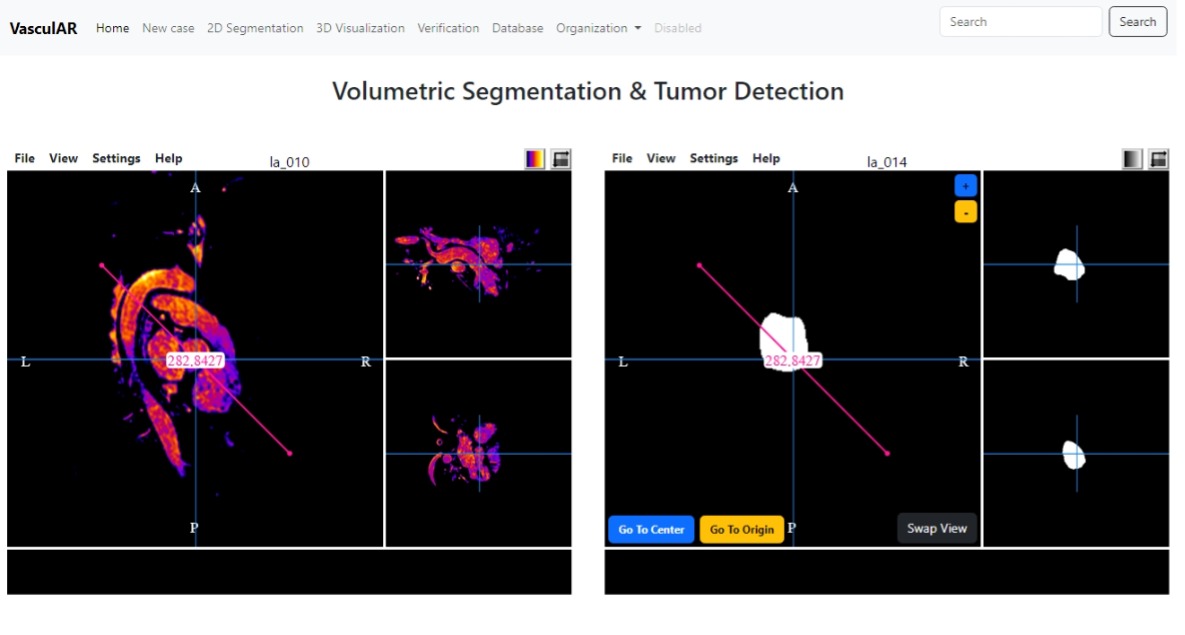 VasculAR Home New case 2D Segmentation 3D Visualization Verification Database Organization Disabled Search Search
Volumetric Segmentation & Tumor Detection
File View Settings Help la_010
A
L 282.8427 R
P
File View Settings Help la_014
A +
-
L 282.8427 R
Go To Center Go To Origin P Swap View